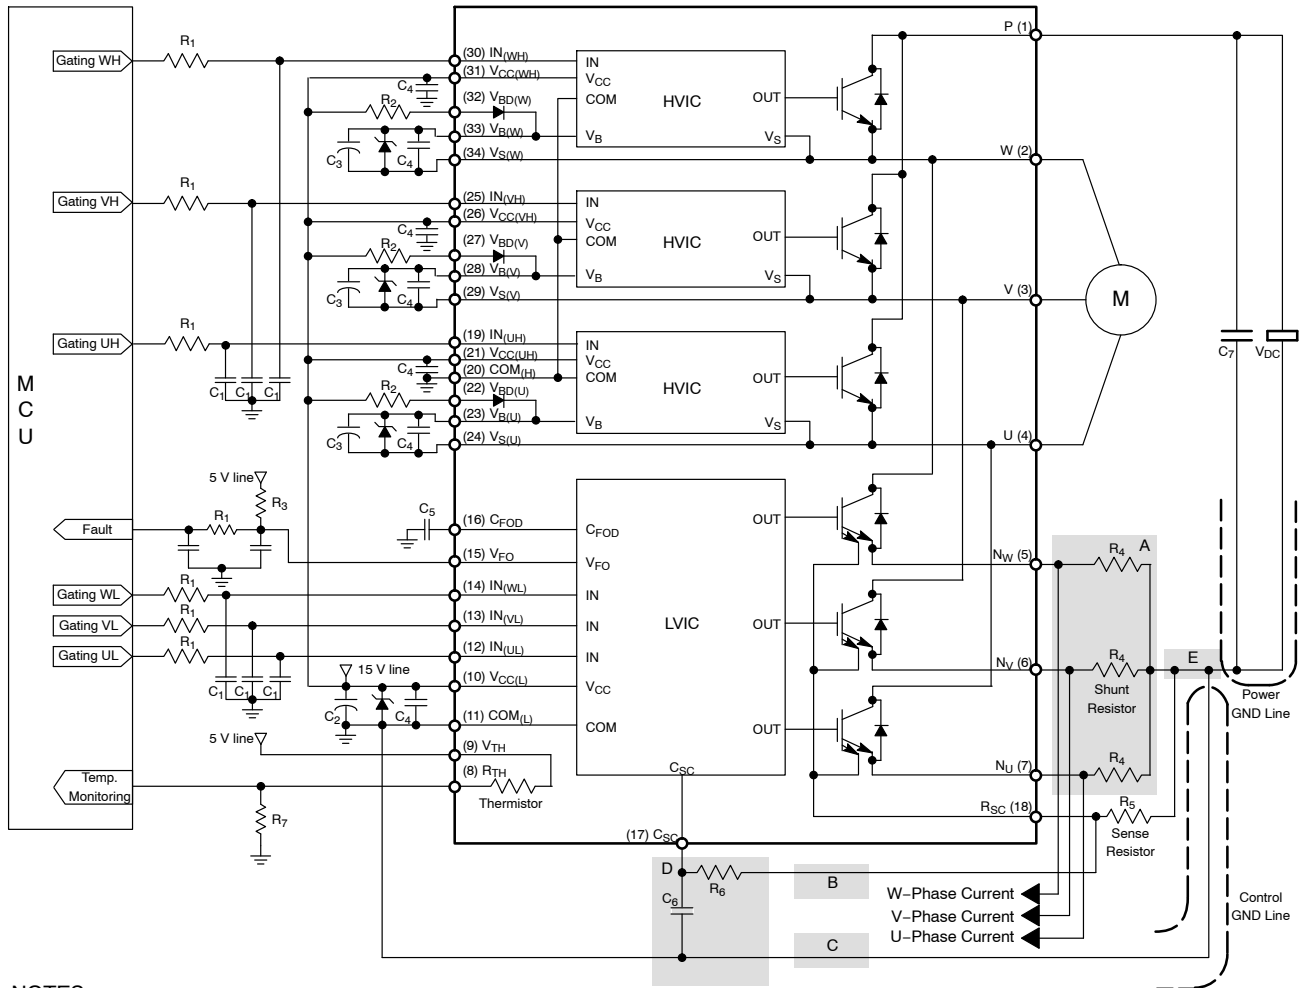 P (1)
Gating WH
R1
(30) IN(WH)
(31) VCC(WH)
C4
R2
(32) VBD(W)
(33) VB(W)
C3
C4
(34) VS(W)
IN
VCC
COM
VB
HVIC
OUT
VS
W (2)
Gating VH
R1
(25) IN(VH)
(26) VCC(VH)
C4
R2
(27) VBD(V)
(28) VB(V)
C3
C4
(29) VS(V)
IN
VCC
COM
VB
HVIC
OUT
VS
V (3)
M
Gating UH
R1
(19) IN(UH)
(21) VCC(UH)
C4
(20) COM(H)
R2
(22) VBD(U)
(23) VB(U)
C3
C4
(24) VS(U)
IN
VCC
COM
VB
HVIC
OUT
VS
U (4)
C7
VDC
C1
C1
C1
M
C
U
5 V line
R3
Fault
R1
C5
(16) CFOD
(15) VFO
Gating WL
R1
(14) IN(WL)
Gating VL
R1
(13) IN(VL)
Gating UL
R1
(12) IN(UL)
C1
C1
C1
15 V line
(10) VCC(L)
C2
C4
(11) COM(L)
5 V line
(9) VTH
(8) RTH
Thermistor
Temp.
Monitoring
R7
CFOD
VFO
IN
IN
IN
VCC
COM
LVIC
OUT
OUT
OUT
CSC
NW (5)
R4
A
NV (6)
R4
Shunt
Resistor
E
Power
GND Line
NU (7)
R4
RSC (18)
R5
Sense
Resistor
(17) CSC
D
R6
C6
B
C
W−Phase Current
V−Phase Current
U−Phase Current
Control
GND Line